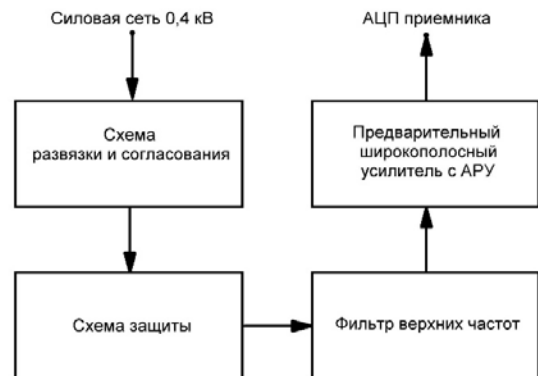 Силовая сеть 0,4 кВ
АЦП приемника
Схема
развязки и согласования
Предварительный
широкополосный
усилитель с АРУ
Схема защиты
Фильтр верхних частот